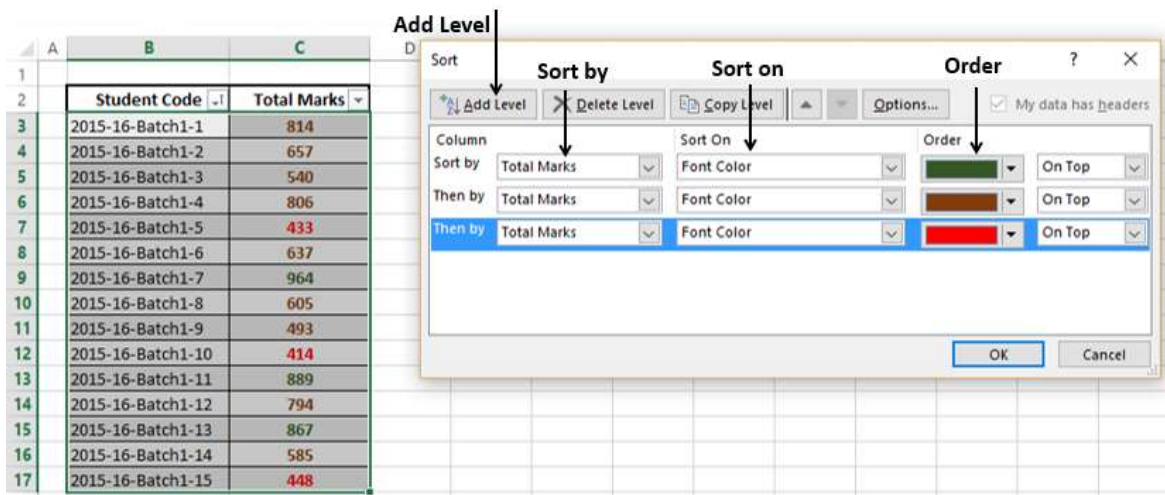 Add Level
A B C D
1
2 Student Code Total Marks
3 2015-16-Batch1-1 814
4 2015-16-Batch1-2 657
5 2015-16-Batch1-3 540
6 2015-16-Batch1-4 806
7 2015-16-Batch1-5 433
8 2015-16-Batch1-6 637
9 2015-16-Batch1-7 964
10 2015-16-Batch1-8 605
11 2015-16-Batch1-9 493
12 2015-16-Batch1-10 414
13 2015-16-Batch1-11 889
14 2015-16-Batch1-12 794
15 2015-16-Batch1-13 867
16 2015-16-Batch1-14 585
17 2015-16-Batch1-15 448
Sort ? ×
Sort by Sort on Order
Add Level Delete Level Copy Level Options... My data has headers
Column Sort On Order
Sort by Total Marks Font Color On Top
Then by Total Marks Font Color On Top
Then by Total Marks Font Color On Top
OK Cancel